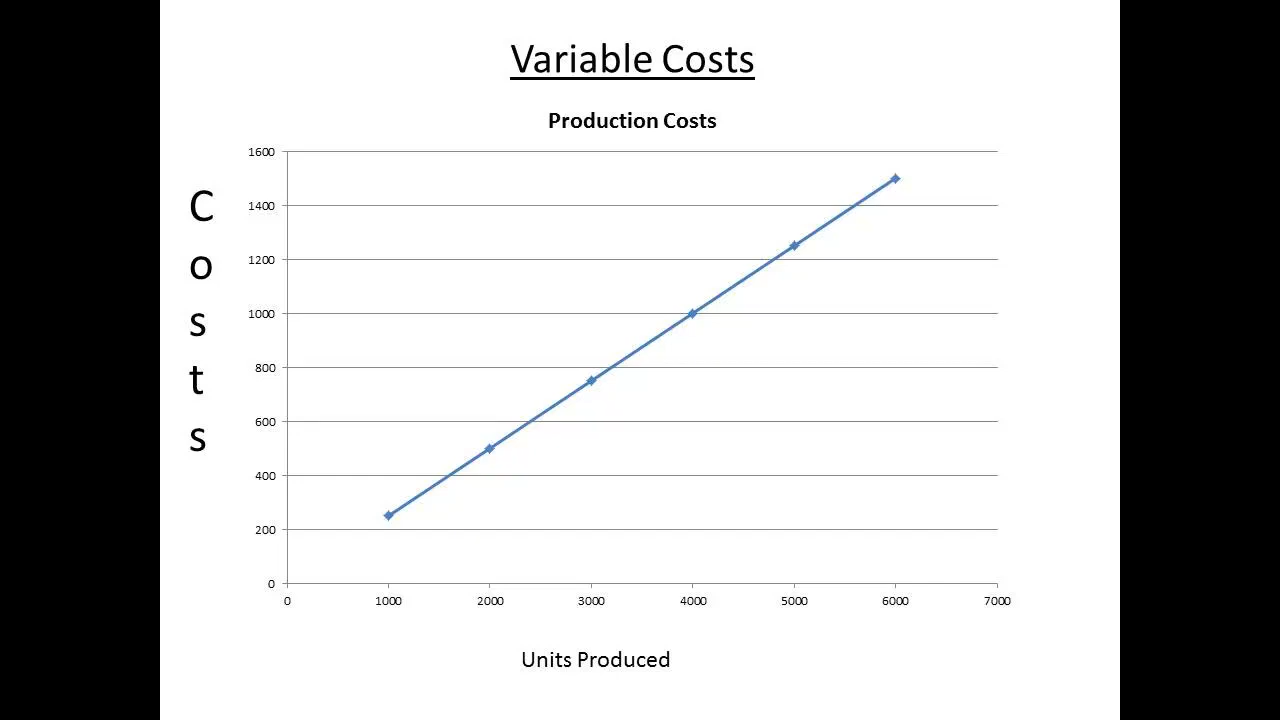 Variable Costs
Production Costs
C
o
s
t
s
1600
1400
1200
1000
800
600
400
200
0
0 1000 2000 3000 4000 5000 6000 7000
Units Produced